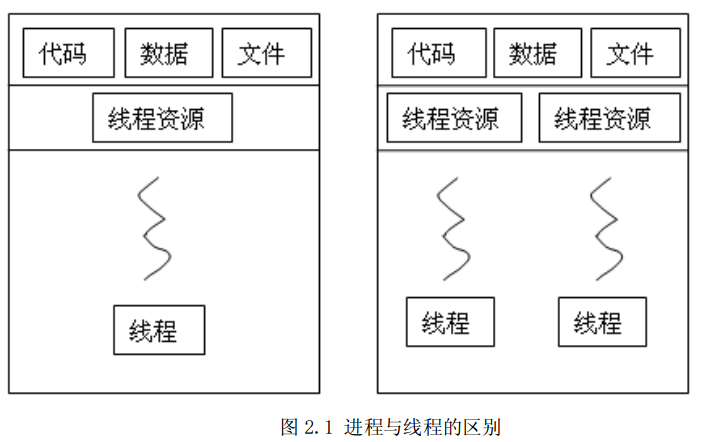 代码 数据 文件
线程资源
线程
代码 数据 文件
线程资源 线程资源
线程 线程
图 2.1 进程与线程的区别